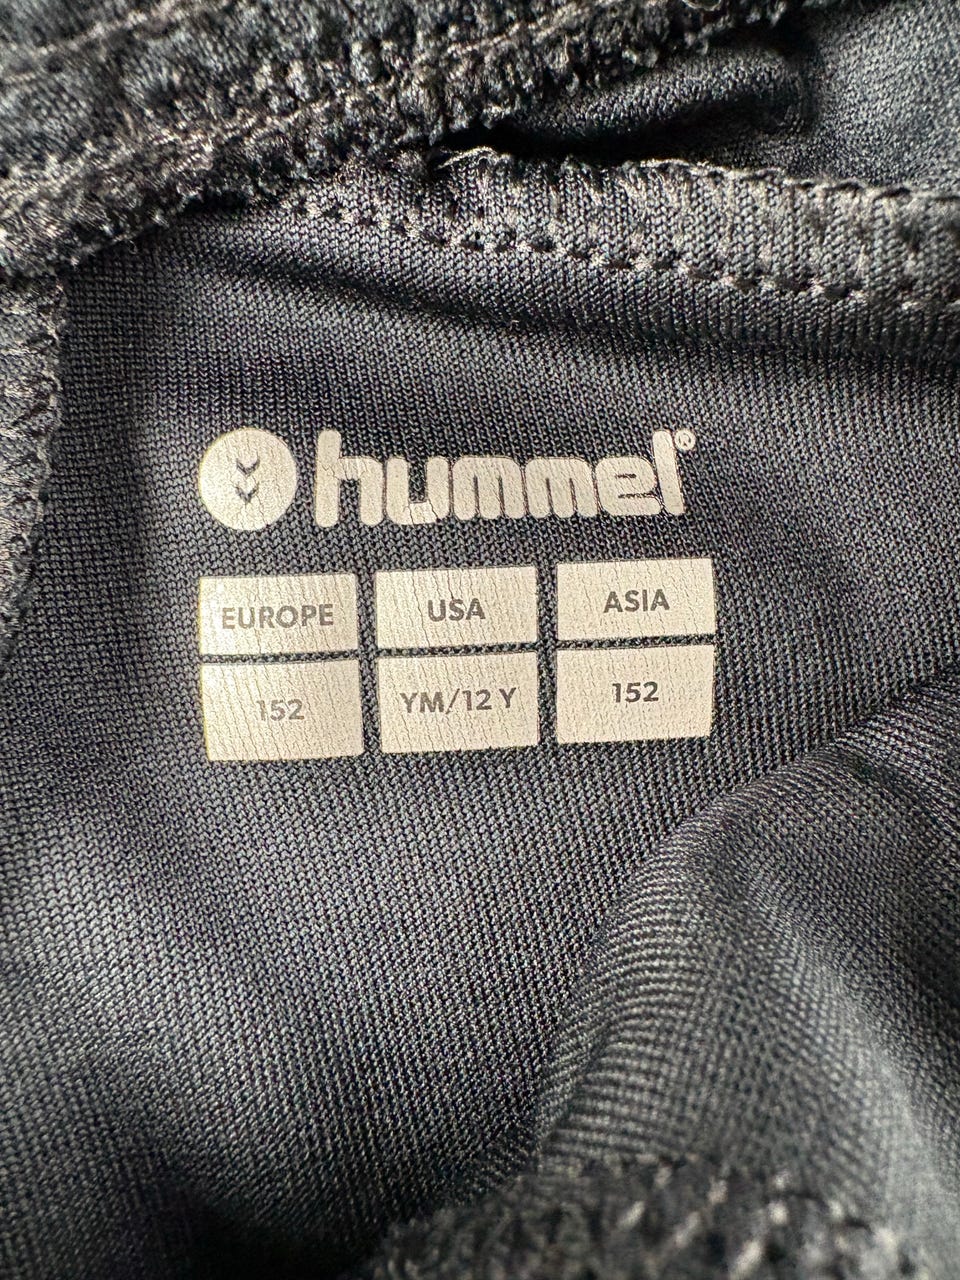 hummel®
EUROPE USA ASIA
152 YM/12 Y 152